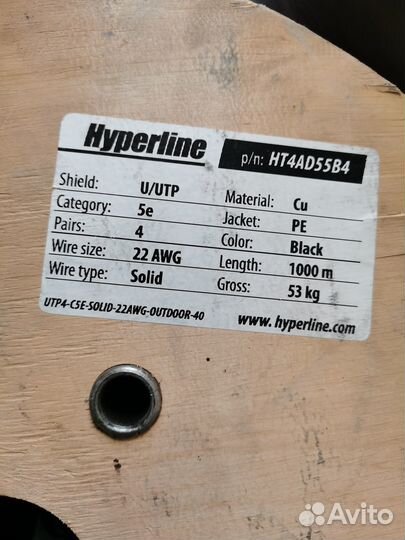 Hyperline p/n: HT4AD55B4
Shield: U/UTP Material: Cu
Category: 5e Jacket: PE
Pairs: 4 Color: Black
Wire size: 22 AWG Length: 1000 m
Wire type: Solid Gross: 53 kg
UTP4-C5E-SOLID-22AWG-OUTDOOR-40 www.hyperline.com
Avito